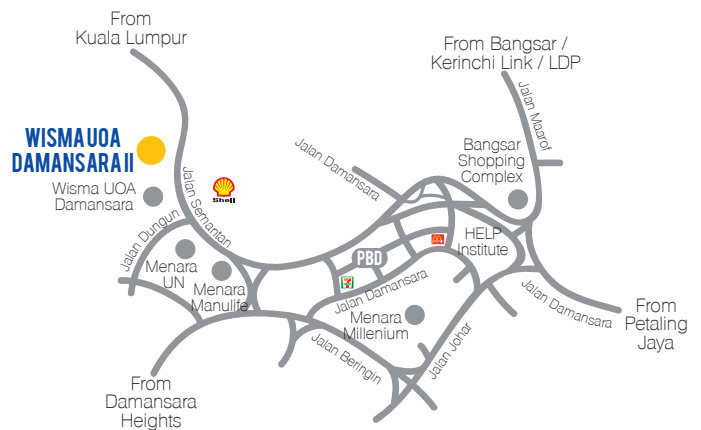 From
Kuala Lumpur
From Bangsar /
Kerinchi Link / LDP
WISMA UOA
DAMANSARA II
Wisma UOA
Damansara
Shell
Jalan Semantan
Jalan Dungun
Menara
UN
Menara
Manulife
Jalan Damansara
Jalan Maarof
Bangsar
Shopping
Complex
HELP
Institute
PBD
7
Jalan Damansara
Menara
Millenium
Jalan Beringin
Jalan Johar
Jalan Damansara
From
Petaling
Jaya
From
Damansara
Heights